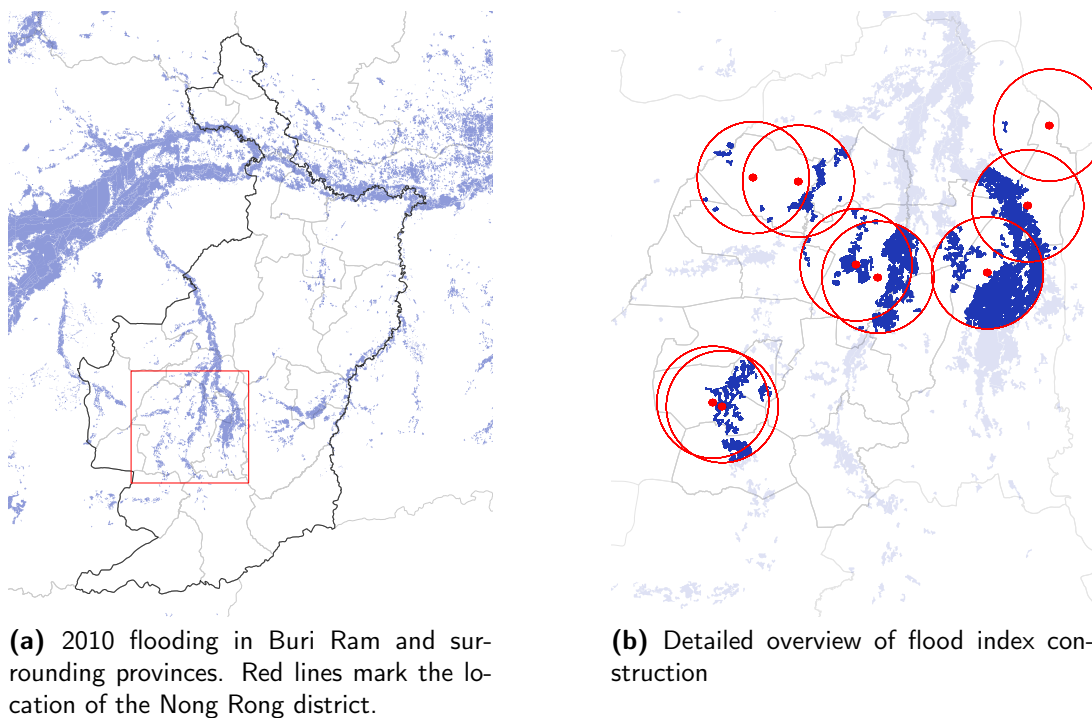 (a) 2010 flooding in Buri Ram and sur-
rounding provinces. Red lines mark the lo-
cation of the Nong Rong district.
(b) Detailed overview of flood index con-
struction